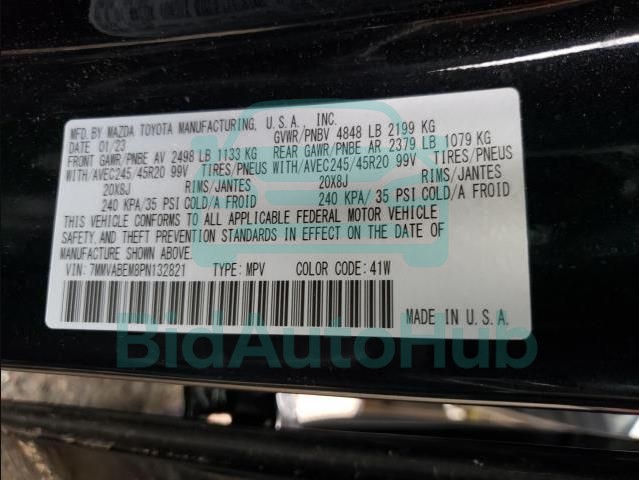 MFD. BY MAZDA TOYOTA MANUFACTURING, U.S.A., INC.
DATE 01/23 GVWR/PNBV 4848 LB 2199 KG
FRONT GAWR/PNBE AV 2498 LB 1133 KG REAR GAWR/PNBE AR 2379 LB 1079 KG
WITH/AVEC245/45R20 99V TIRES/PNEUS WITH/AVEC245/45R20 99V TIRES/PNEUS
20X8J RIMS/JANTES 20X8J RIMS/JANTES
240 KPA/35 PSI COLD/A FROID 240 KPA/35 PSI COLD/A FROID
THIS VEHICLE CONFORMS TO ALL APPLICABLE FEDERAL MOTOR VEHICLE
SAFETY, AND THEFT PREVENTION STANDARDS IN EFFECT ON THE DATE OF
MANUFACTURE SHOWN ABOVE.
VIN: 7MMVABEM8PN132821 TYPE: MPV COLOR CODE: 41W
MADE IN U.S.A.
BidAutoHub